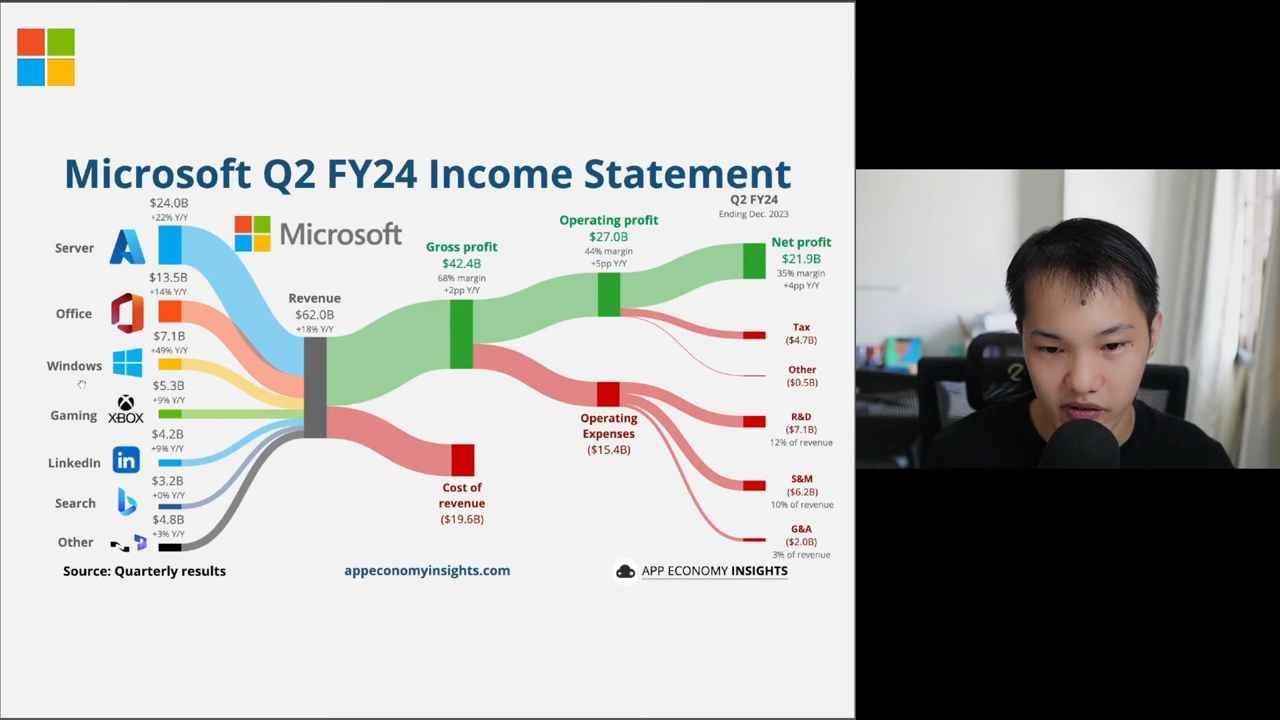 Microsoft Q2 FY24 Income Statement
Q2 FY24
Ending Dec. 2023
Microsoft
$24.0B
+22% Y/Y
Server
$13.5B
+14% Y/Y
Office
$7.1B
+49% Y/Y
Windows
$5.3B
+9% Y/Y
Gaming
XBOX
$4.2B
+9% Y/Y
LinkedIn
in
$3.2B
+0% Y/Y
Search
$4.8B
+3% Y/Y
Other
Revenue
$62.0B
+18% Y/Y
Gross profit
$42.4B
68% margin
+2pp Y/Y
Cost of
revenue
($19.6B)
Operating profit
$27.0B
44% margin
+5pp Y/Y
Operating
Expenses
($15.4B)
Net profit
$21.9B
35% margin
+4pp Y/Y
Tax
($4.7B)
Other
($0.5B)
R&D
($7.1B)
12% of revenue
S&M
($6.2B)
10% of revenue
G&A
($2.0B)
3% of revenue
Source: Quarterly results
appeconomyinsights.com
APP ECONOMY INSIGHTS